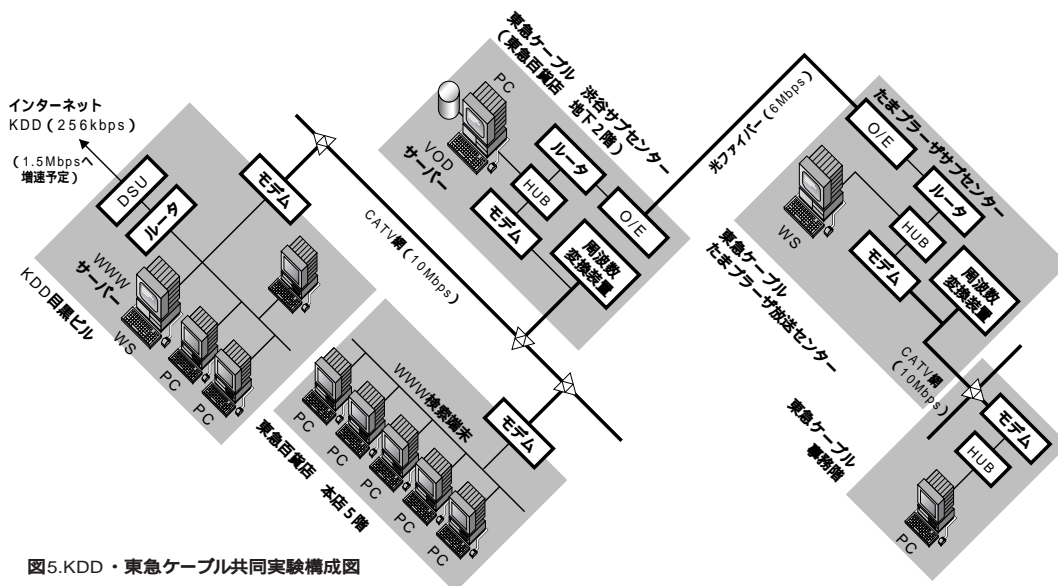 インターネット
KDD（256kbps）
（1.5Mbpsへ
増速予定）
DSU
ルータ
モデム
WWW
サーバー
WS
PC
PC
KDD目黒ビル
CATV網（10Mbps）
WWW検索端末
モデム
PC
PC
PC
PC
PC
東急百貨店 本店5階
東急ケーブル 渋谷サブセンター
（東急百貨店 地下2階）
PC
VOD
サーバー
ルータ
HUB
モデム
O/E
周波数
変換装置
光ファイバー（6Mbps）
たまプラーザサブセンター
O/E
ルータ
WS
HUB
モデム
周波数
変換装置
東急ケーブル
たまプラーザ放送センター
CATV網
（10Mbps）
モデム
HUB
PC
東急ケーブル
事務階
図5.KDD・東急ケーブル共同実験構成図